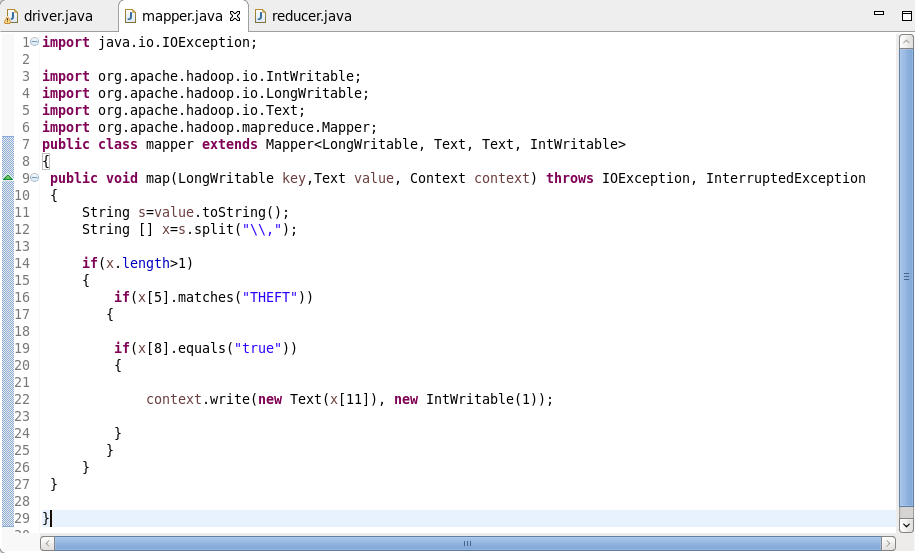 driver.java mapper.java reducer.java
1 import java.io.IOException;
2
3 import org.apache.hadoop.io.IntWritable;
4 import org.apache.hadoop.io.LongWritable;
5 import org.apache.hadoop.io.Text;
6 import org.apache.hadoop.mapreduce.Mapper;
7 public class mapper extends Mapper<LongWritable, Text, Text, IntWritable>
8 {
9 public void map(LongWritable key,Text value, Context context) throws IOException, InterruptedException
10 {
11 String s=value.toString();
12 String [] x=s.split("\\,");
13
14 if(x.length>1)
15 {
16 if(x[5].matches("THEFT"))
17 {
18
19 if(x[8].equals("true"))
20 {
21
22 context.write(new Text(x[11]), new IntWritable(1));
23
24 }
25 }
26 }
27 }
28
29 }